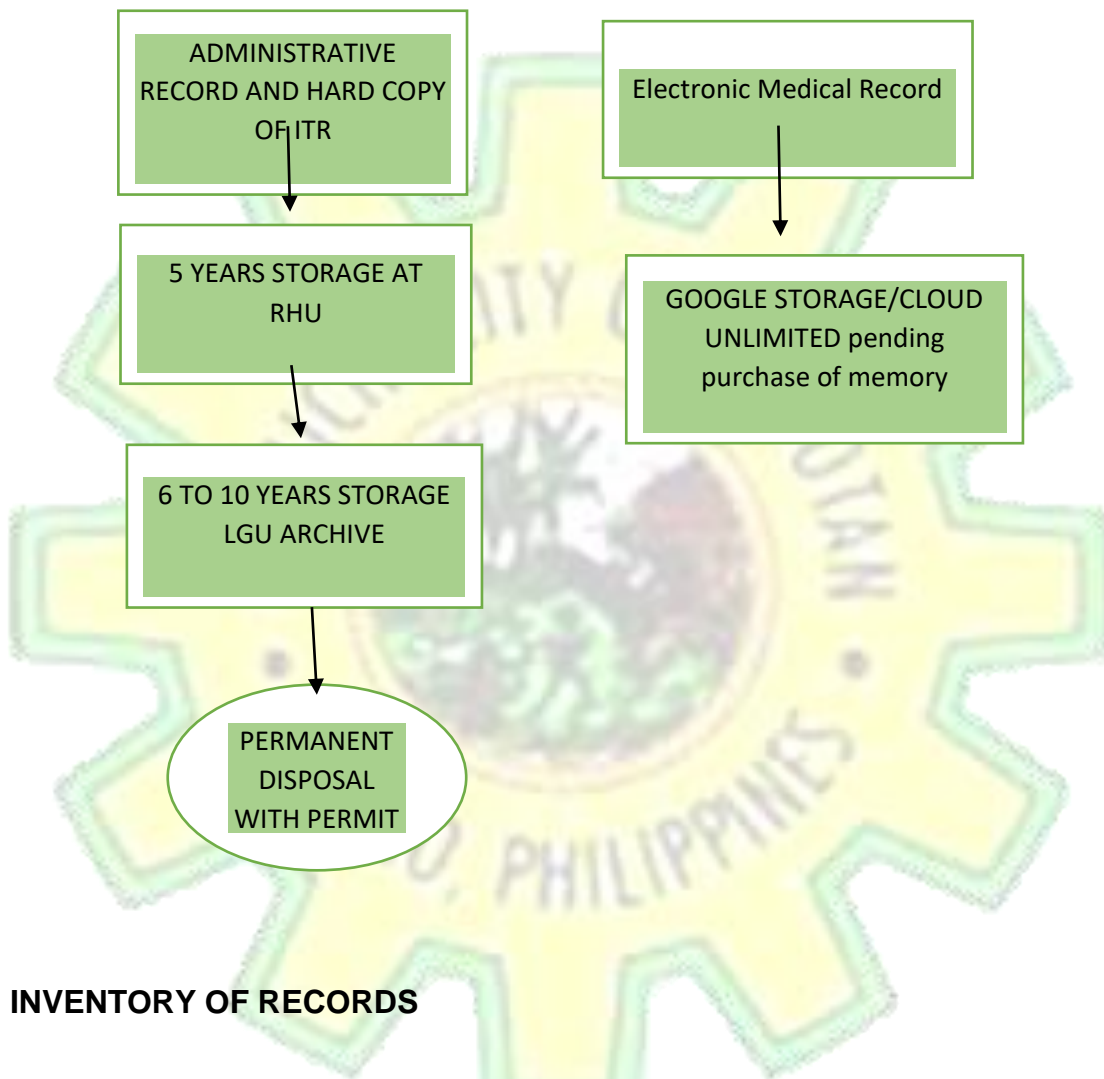 ADMINISTRATIVE
RECORD AND HARD COPY
OF ITR
Electronic Medical Record
5 YEARS STORAGE AT
RHU
GOOGLE STORAGE/CLOUD
UNLIMITED pending
purchase of memory
6 TO 10 YEARS STORAGE
LGU ARCHIVE
PERMANENT
DISPOSAL
WITH PERMIT
PHILIPPINES
INVENTORY OF RECORDS